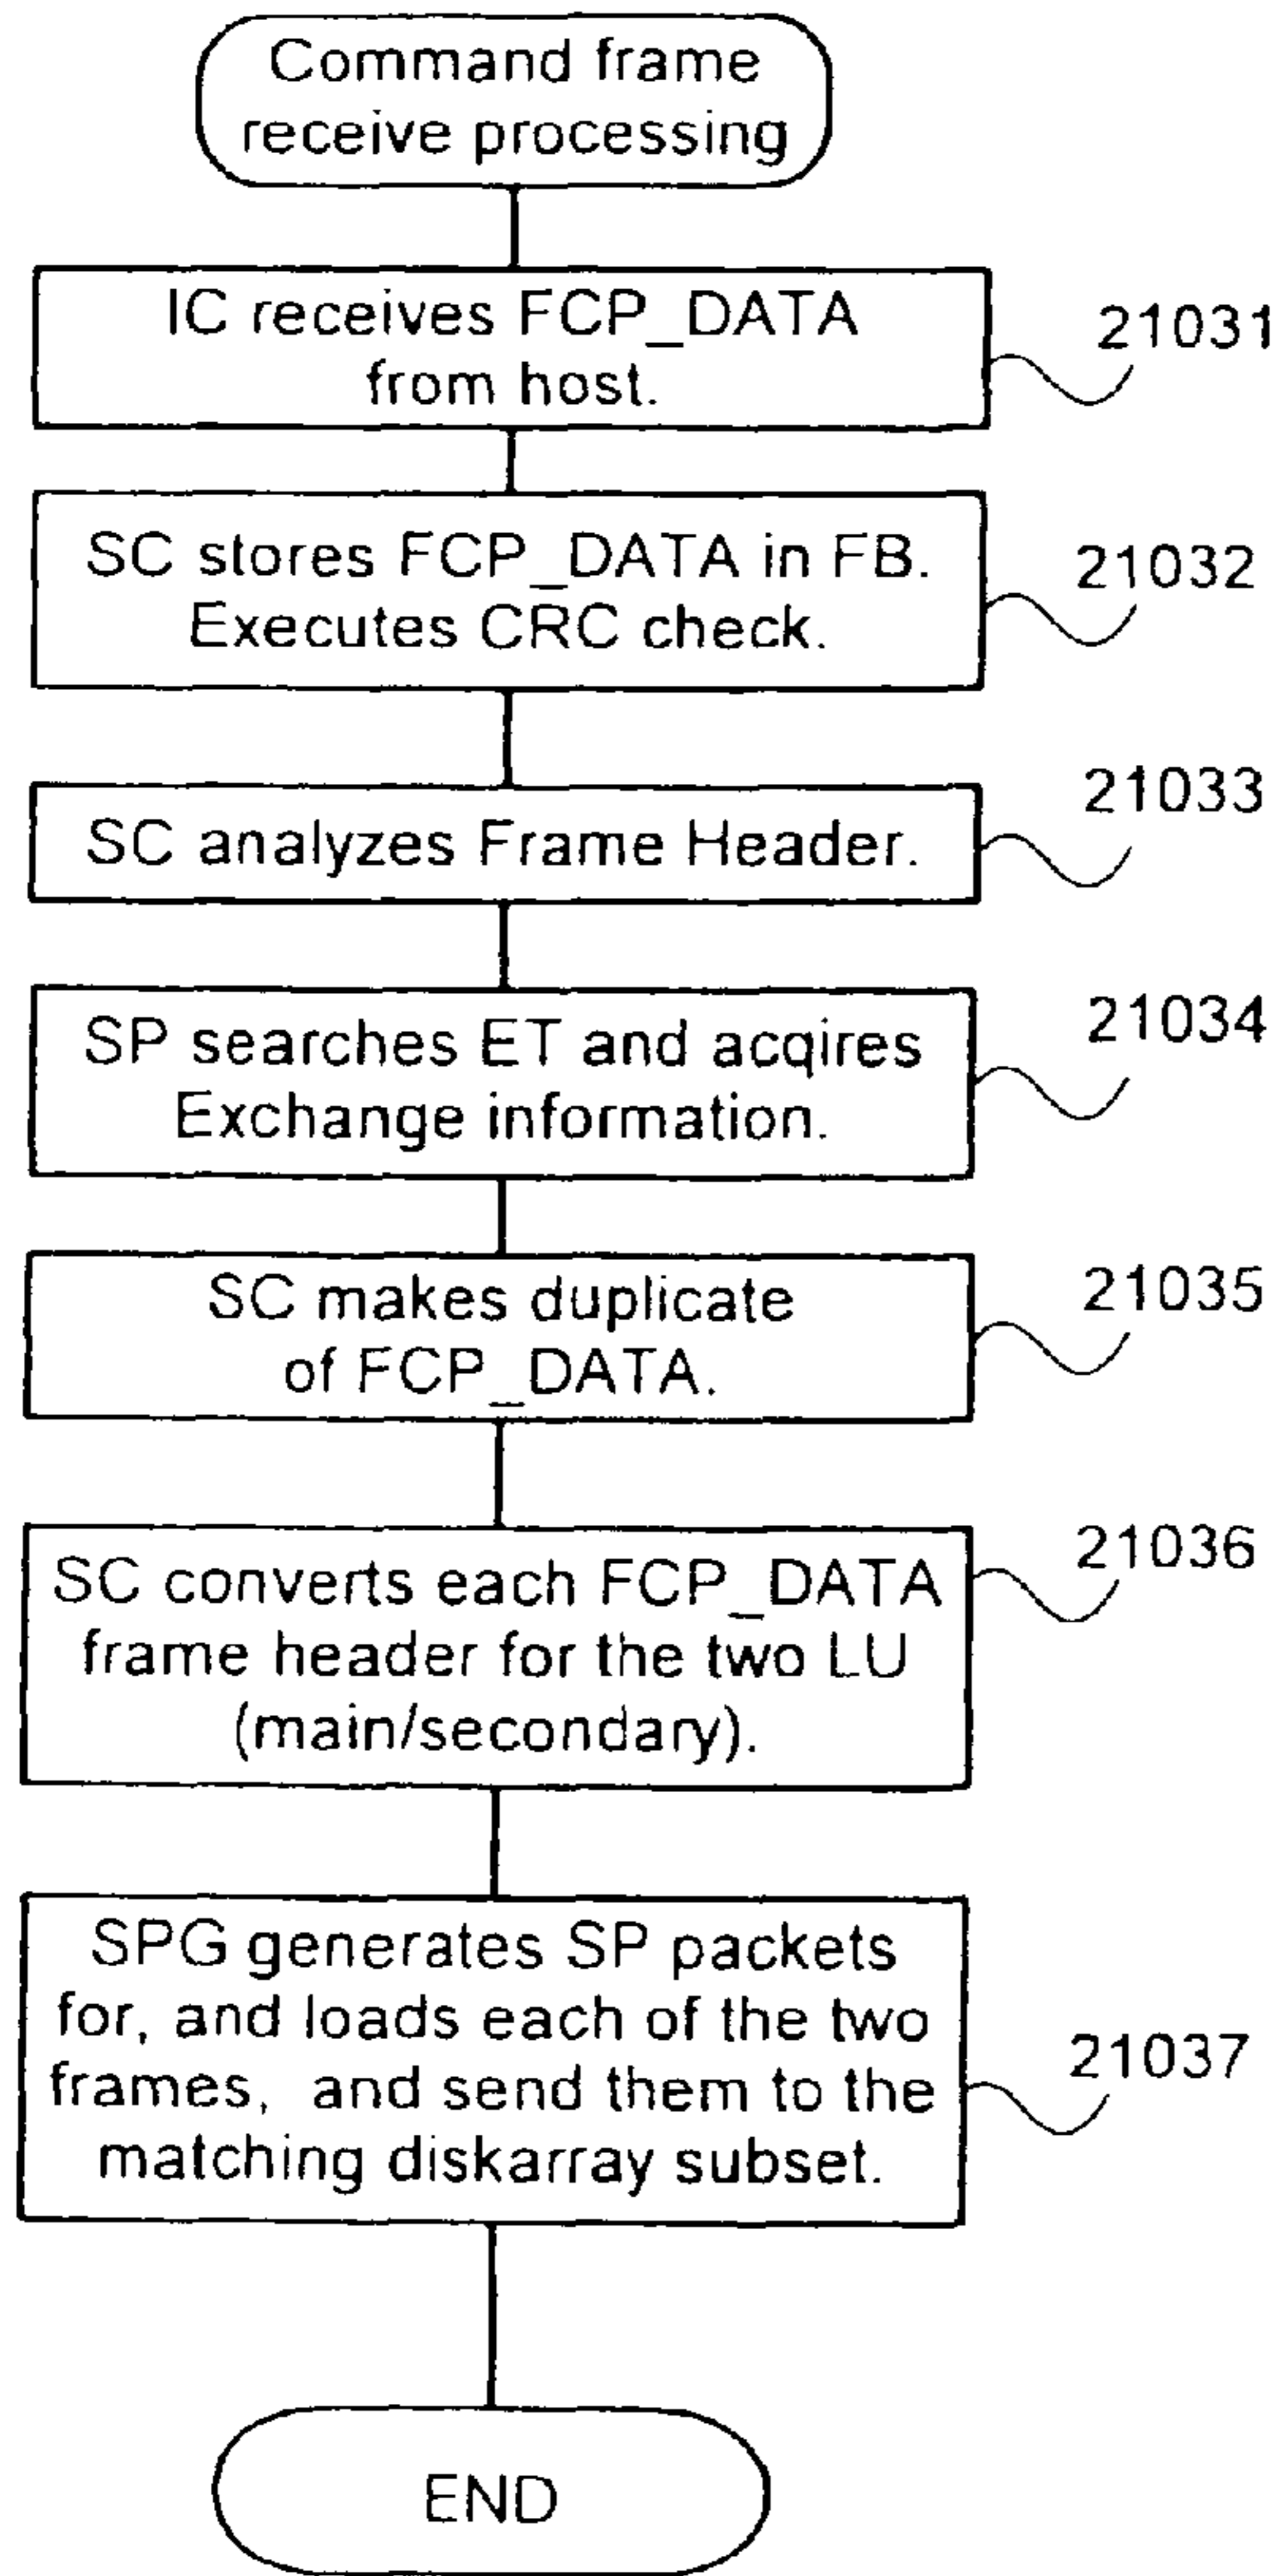 Command frame
receive processing
IC receives FCP_DATA
from host.
21031
SC stores FCP_DATA in FB.
Executes CRC check.
21032
SC analyzes Frame Header.
21033
SP searches ET and acqires
Exchange information.
21034
SC makes duplicate
of FCP_DATA.
21035
SC converts each FCP_DATA
frame header for the two LU
(main/secondary).
21036
SPG generates SP packets
for, and loads each of the two
frames, and send them to the
matching diskarray subset.
21037
END